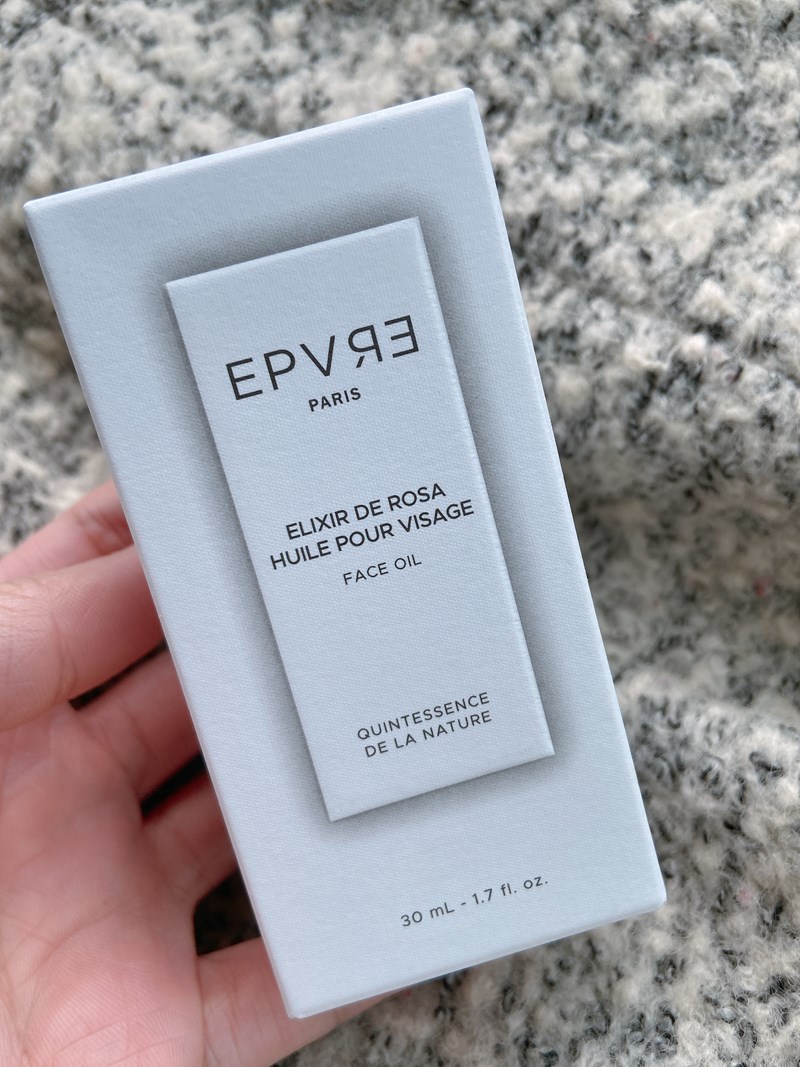 EPVЯƎ
PARIS
ELIXIR DE ROSA
HUILE POUR VISAGE
FACE OIL
QUINTESSENCE
DE LA NATURE
30 mL - 1.7 fl. oz.